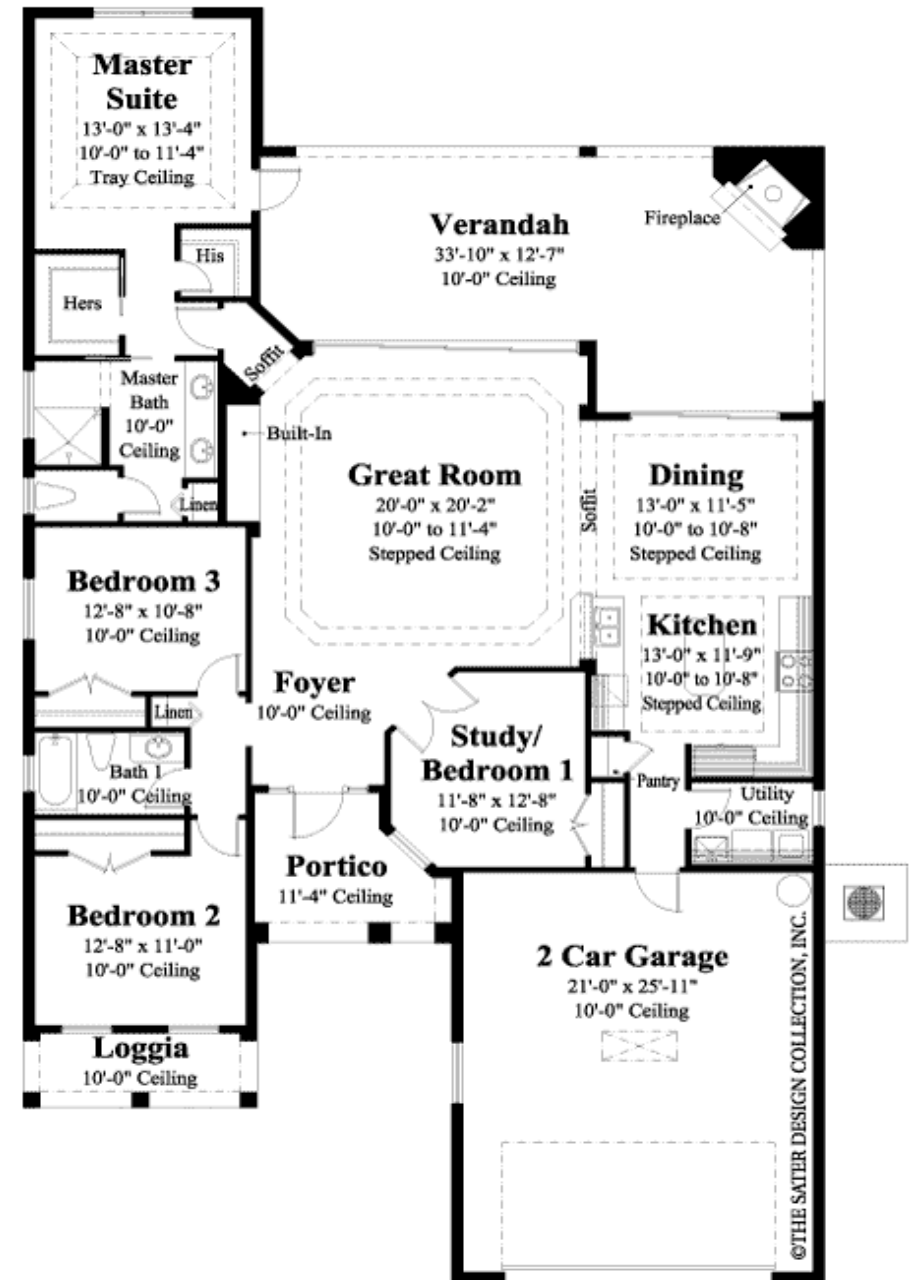 Master
Suite
13'-0" x 13'-4"
10'-0" to 11'-4"
Tray Ceiling
Verandah
33'-10" x 12'-7"
10'-0" Ceiling
Fireplace
His
Hers
Soffit
Master
Bath
10'-0"
Ceiling
Built-In
Linen
Great Room
20'-0" x 20'-2"
10'-0" to 11'-4"
Stepped Ceiling
Soffit
Dining
13'-0" x 11'-5"
10'-0" to 10'-8"
Stepped Ceiling
Bedroom 3
12'-8" x 10'-8"
10'-0" Ceiling
Kitchen
13'-0" x 11'-9"
10'-0" to 10'-8"
Stepped Ceiling
Foyer
10'-0" Ceiling
Linen
Study/
Bedroom 1
11'-8" x 12'-8"
10'-0" Ceiling
Bath 1
10'-0" Ceiling
Pantry
Utility
10'-0" Ceiling
Portico
11'-4" Ceiling
Bedroom 2
12'-8" x 11'-0"
10'-0" Ceiling
2 Car Garage
21'-0" x 25'-11"
10'-0" Ceiling
Loggia
10'-0" Ceiling
©THE SATER DESIGN COLLECTION, INC.